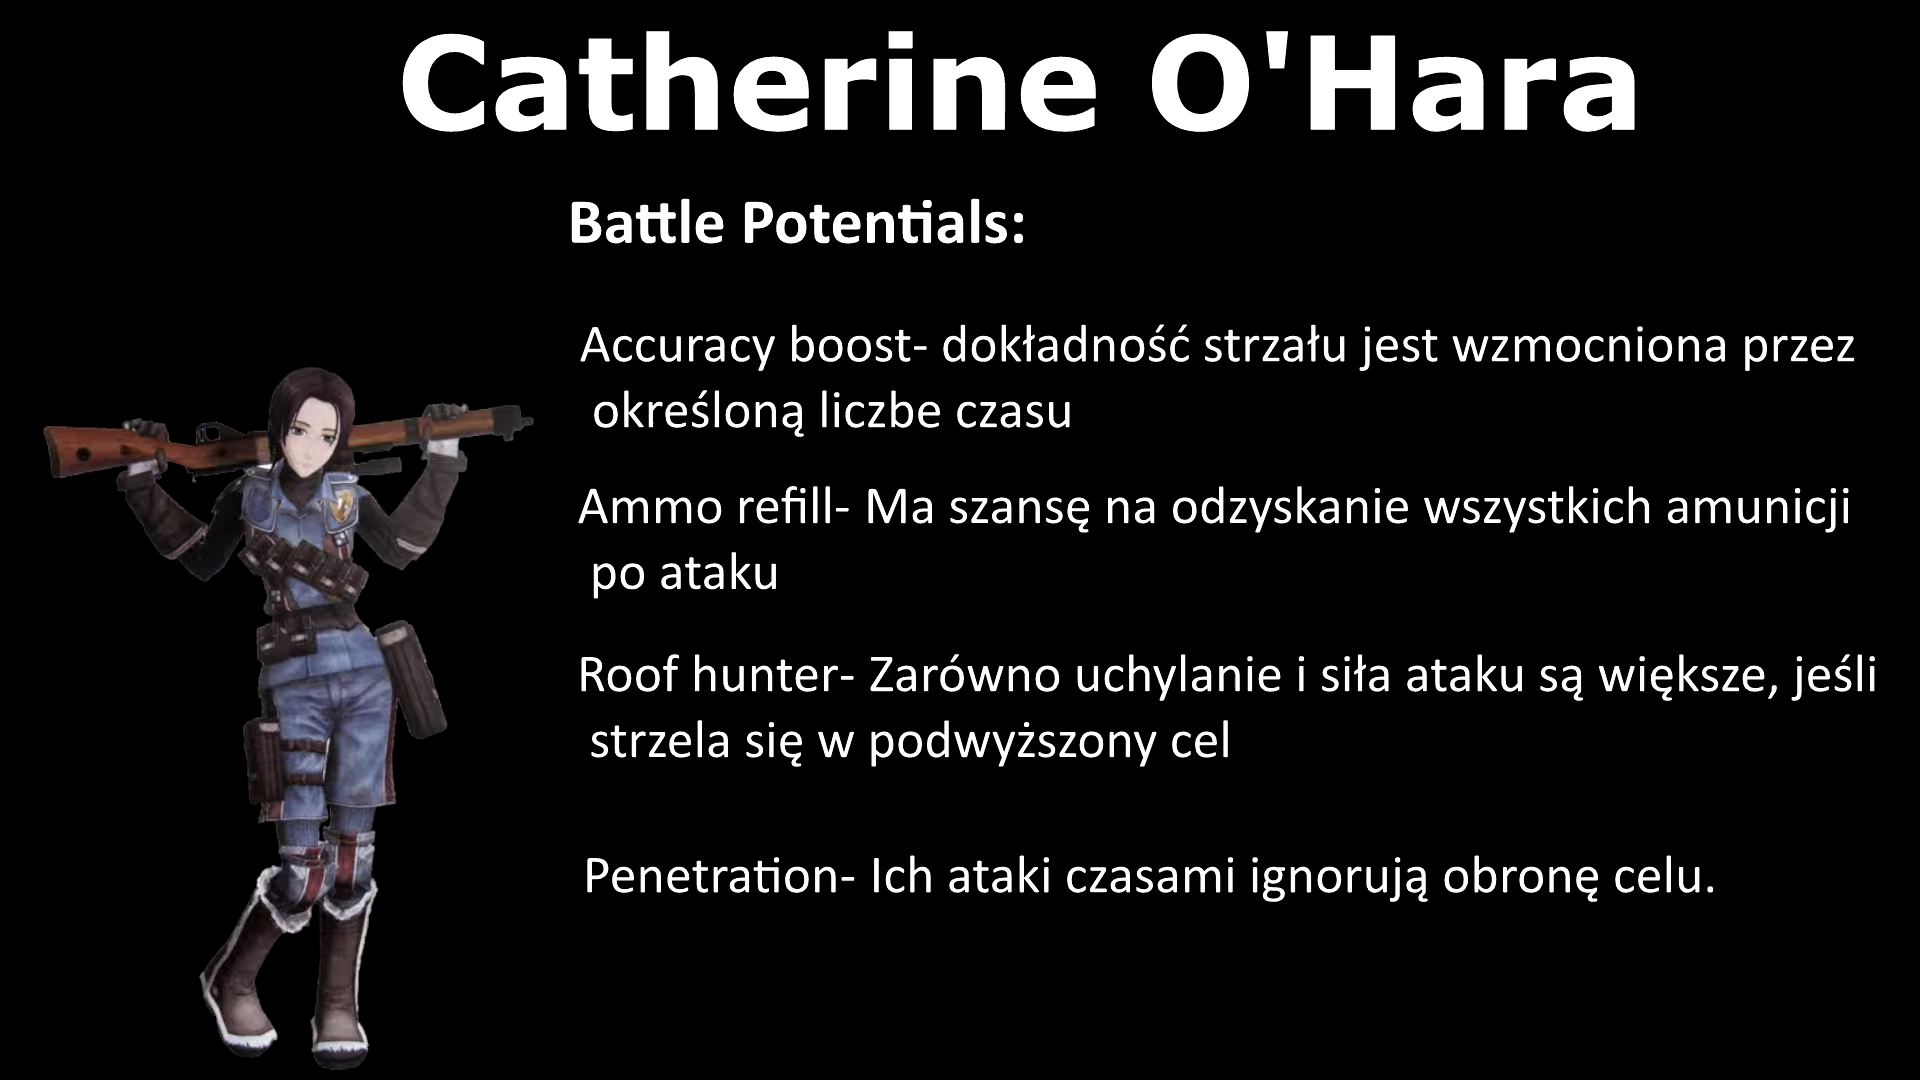 Catherine O'Hara
Battle Potentials:
Accuracy boost- dokładność strzału jest wzmocniona przez
określoną liczbe czasu
Ammo refill- Ma szansę na odzyskanie wszystkich amunicji
po ataku
Roof hunter- Zarówno uchylanie i siła ataku są większe, jeśli
strzela się w podwyższony cel
Penetration- Ich ataki czasami ignorują obronę celu.